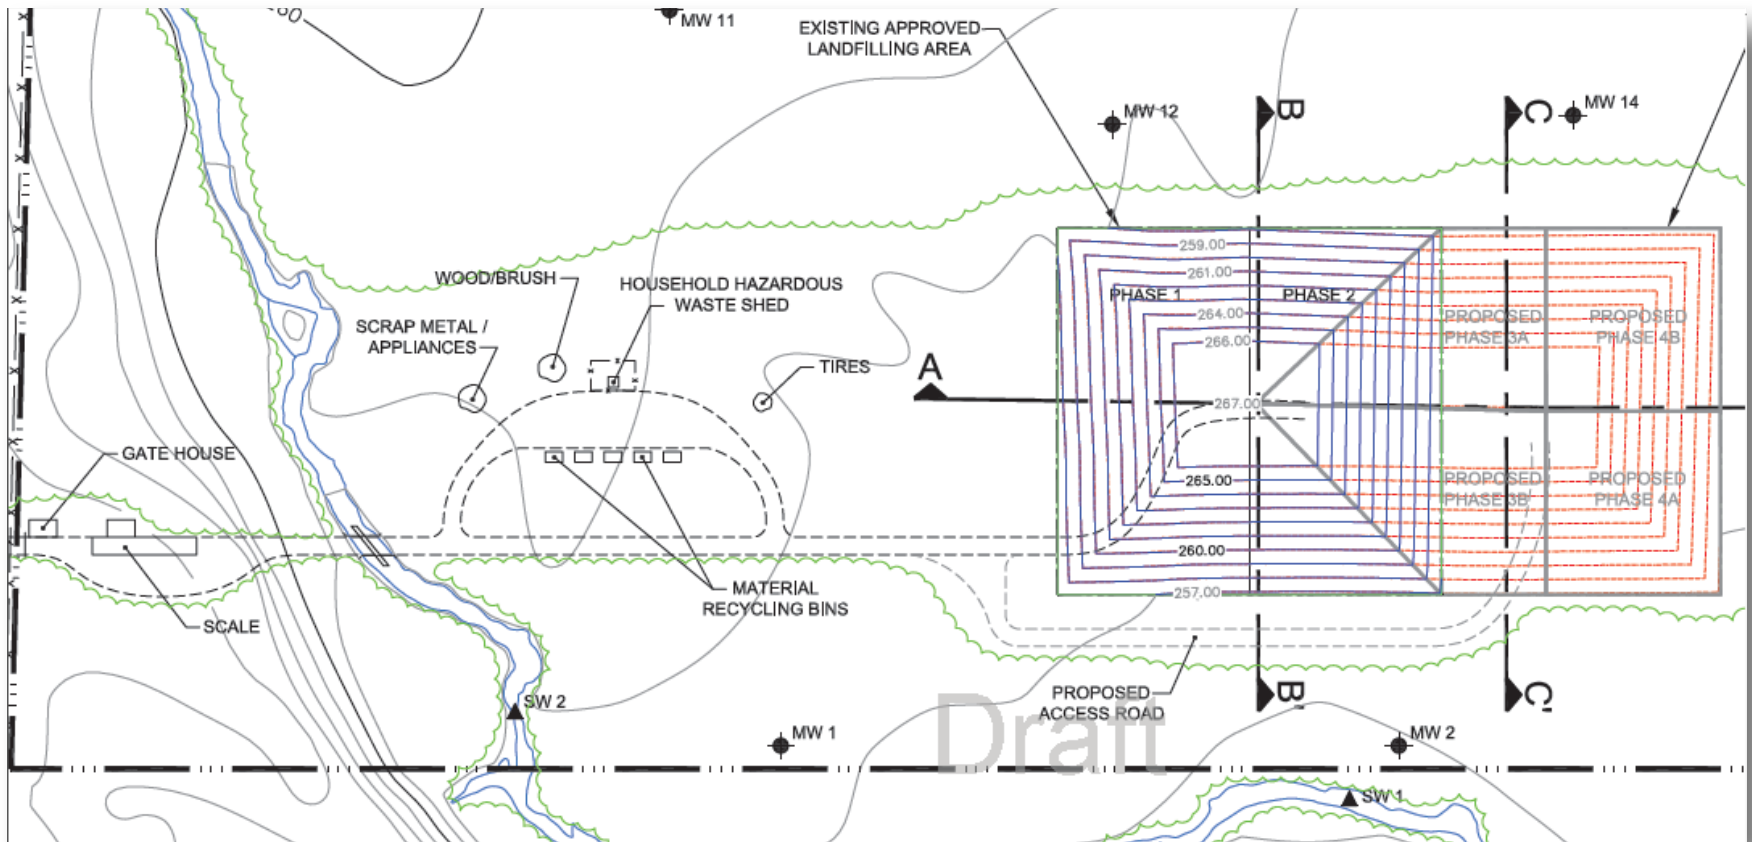 60
MW 11
EXISTING APPROVED
LANDFILLING AREA
MW 12
B
C
MW 14
WOOD/BRUSH
HOUSEHOLD HAZARDOUS
WASTE SHED
SCRAP METAL /
APPLIANCES
TIRES
A
259.00
261.00
PHASE 1
PHASE 2
264.00
266.00
267.00
PROPOSED
PHASE 3A
PROPOSED
PHASE 4B
GATE HOUSE
265.00
PROPOSED
PHASE 3B
PROPOSED
PHASE 4A
260.00
257.00
MATERIAL
RECYCLING BINS
SCALE
SW 2
PROPOSED
ACCESS ROAD
B'
C'
Draft
MW 1
MW 2
SW 1